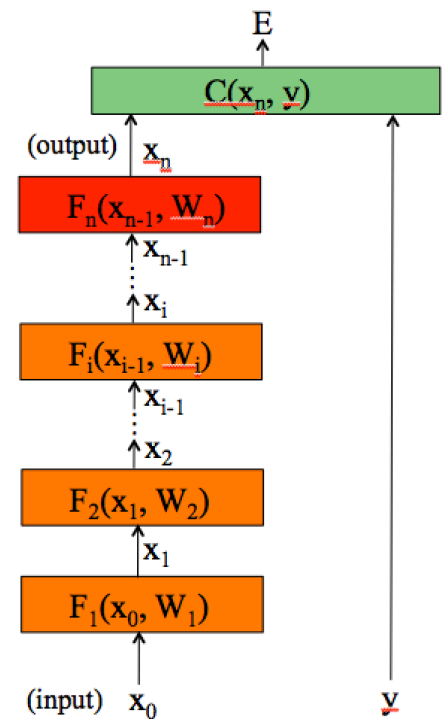 E
C(xₙ, y)
(output) xₙ
Fₙ(xₙ₋₁, Wₙ)
xₙ₋₁
xᵢ
Fᵢ(xᵢ₋₁, Wᵢ)
xᵢ₋₁
x₂
F₂(x₁, W₂)
x₁
F₁(x₀, W₁)
(input) x₀ y